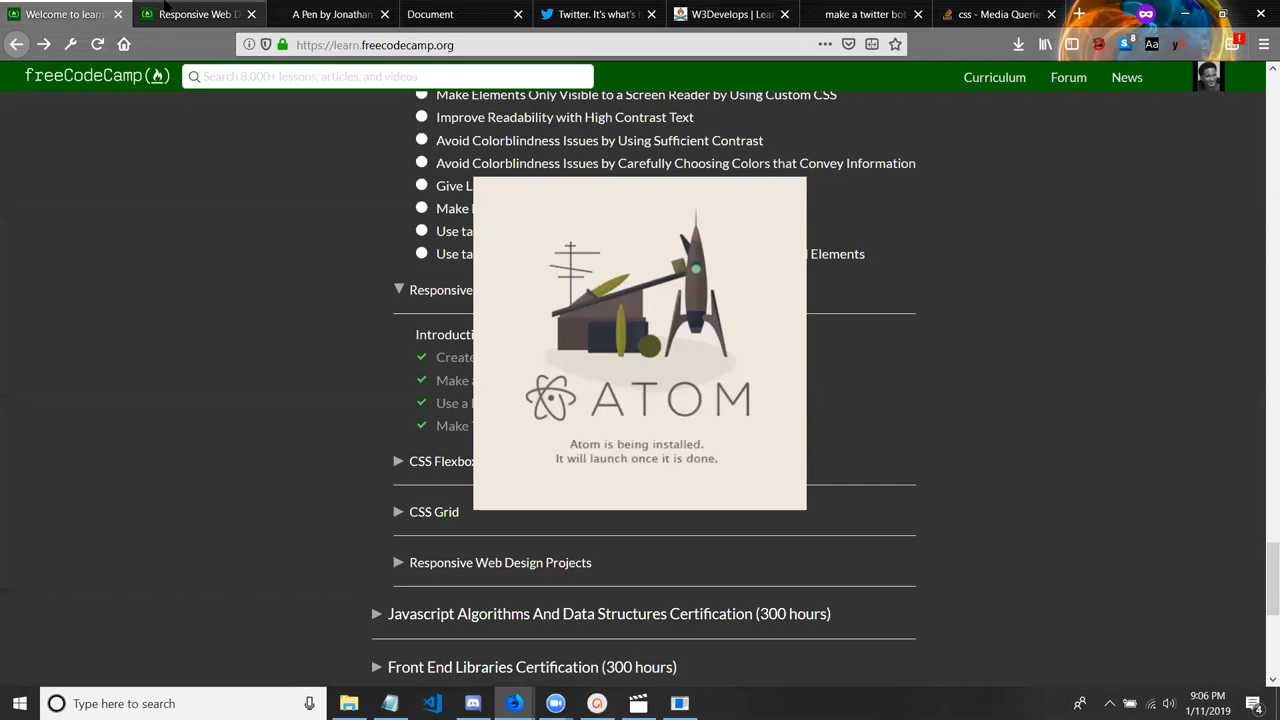 Welcome to learn
Responsive Web D
A Pen by Jonathan
Document
Twitter. It's what's
W3Develops | Lea
make a twitter bot
css - Media Querie
https://learn.freecodecamp.org
8
Aa
!
freeCodeCamp
Search 8,000+ lessons, articles, and videos
Curriculum
Forum
News
Make Elements Only Visible to a Screen Reader by Using Custom CSS
Improve Readability with High Contrast Text
Avoid Colorblindness Issues by Using Sufficient Contrast
Avoid Colorblindness Issues by Carefully Choosing Colors that Convey Information
Give L
Make
Use ta
Use ta
Elements
Responsive
Introducti
Create
Make a
Use a
Make
CSS Flexbo
CSS Grid
Responsive Web Design Projects
Javascript Algorithms And Data Structures Certification (300 hours)
Front End Libraries Certification (300 hours)
ATOM
Atom is being installed.
It will launch once it is done.
Type here to search
9:06 PM
1/11/2019
4